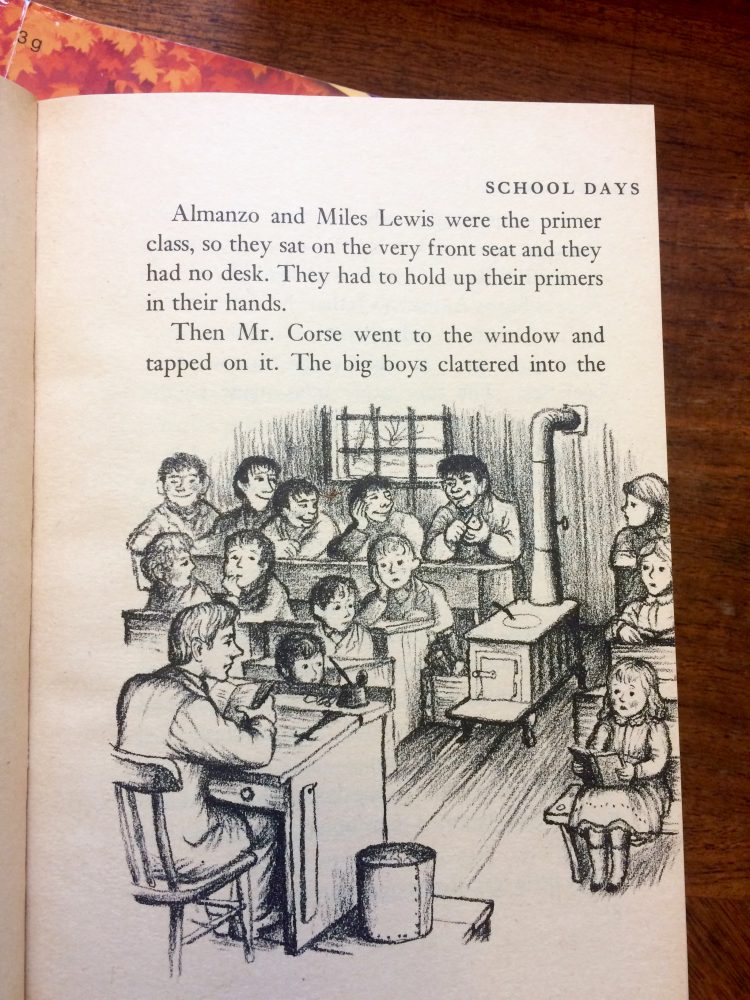 3g
SCHOOL DAYS
Almanzo and Miles Lewis were the primer
class, so they sat on the very front seat and they
had no desk. They had to hold up their primers
in their hands.
Then Mr. Corse went to the window and
tapped on it. The big boys clattered into the